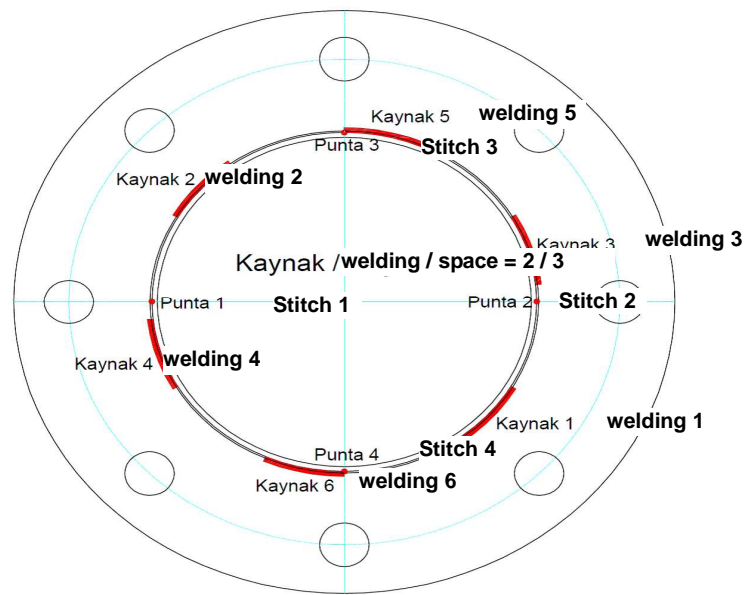 Kaynak 5
welding 5
Punta 3
Stitch 3
Kaynak 2
welding 2
Kaynak 3
welding 3
Kaynak /
welding / space = 2 / 3
Punta 1
Stitch 1
Punta 2
Stitch 2
Kaynak 4
welding 4
Kaynak 1
welding 1
Punta 4
Stitch 4
Kaynak 6
welding 6